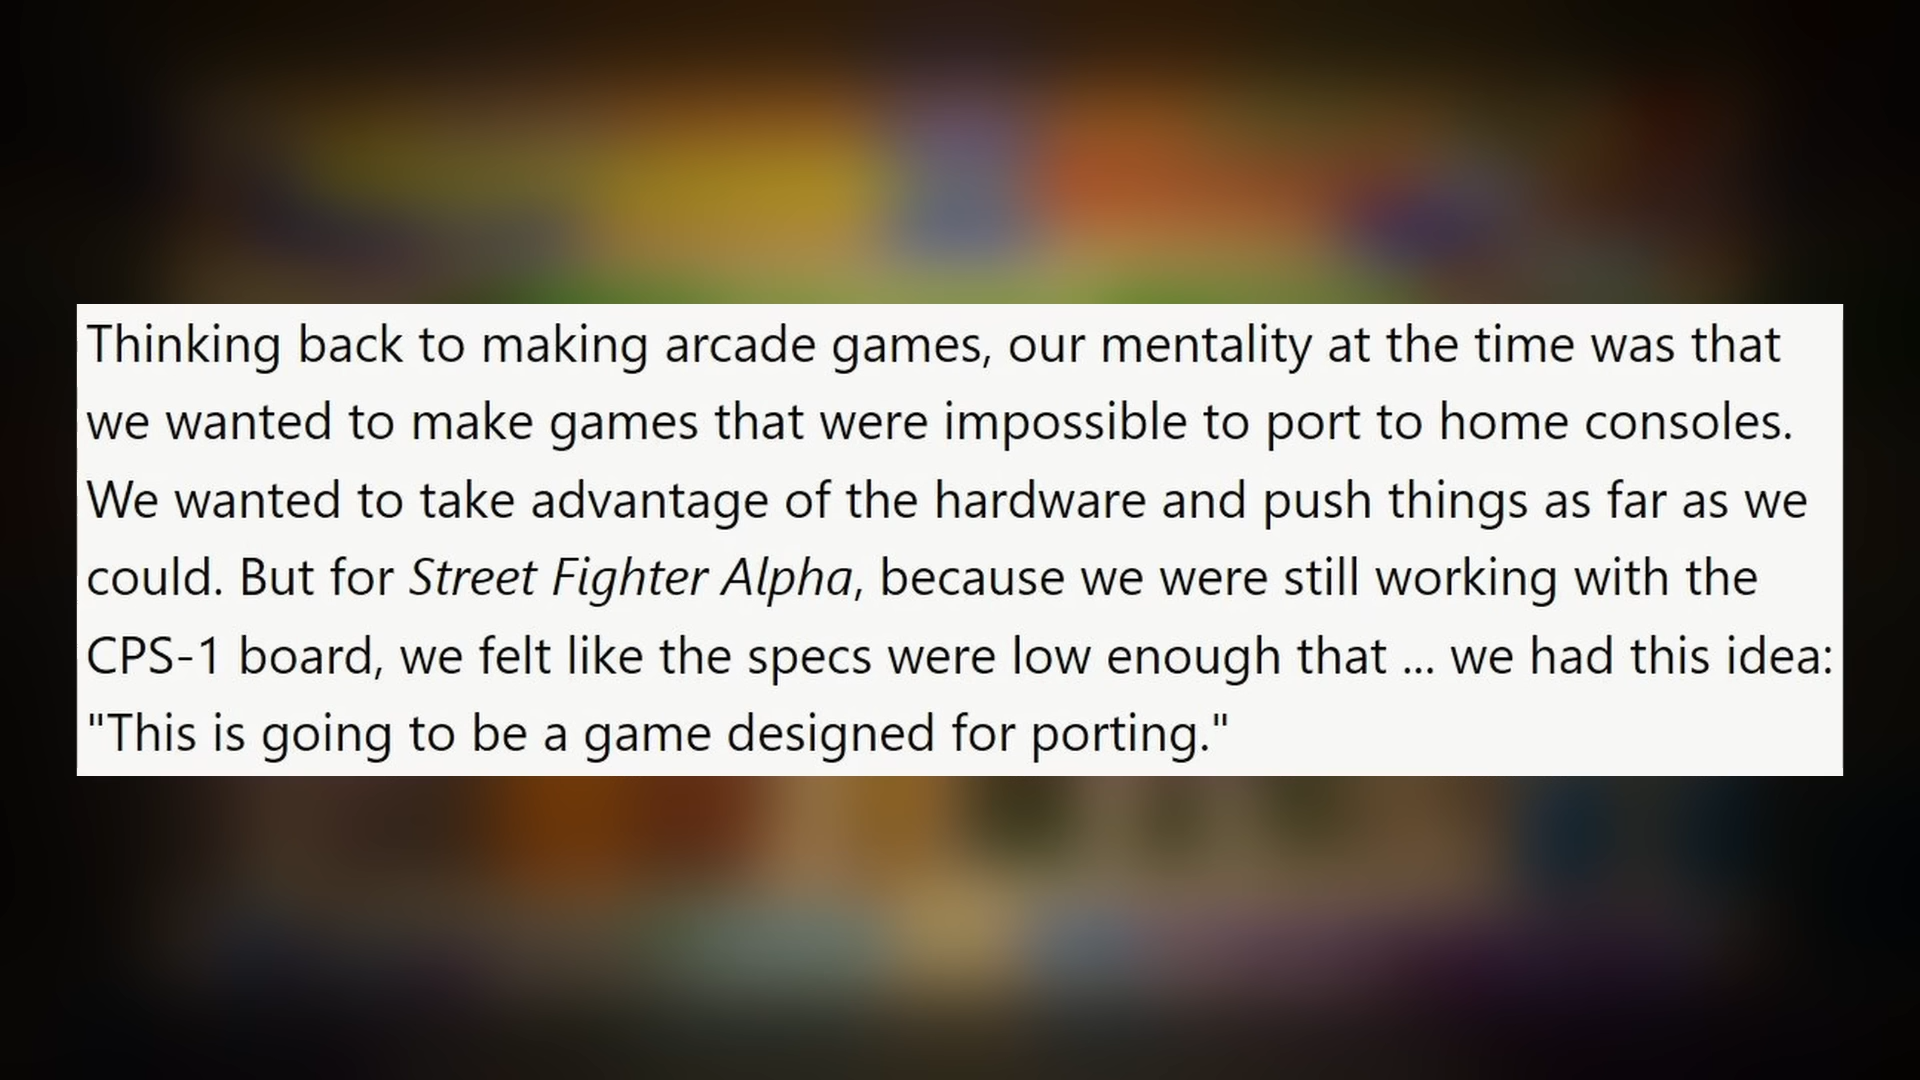 Thinking back to making arcade games, our mentality at the time was that
we wanted to make games that were impossible to port to home consoles.
We wanted to take advantage of the hardware and push things as far as we
could. But for Street Fighter Alpha, because we were still working with the
CPS-1 board, we felt like the specs were low enough that ... we had this idea:
"This is going to be a game designed for porting."